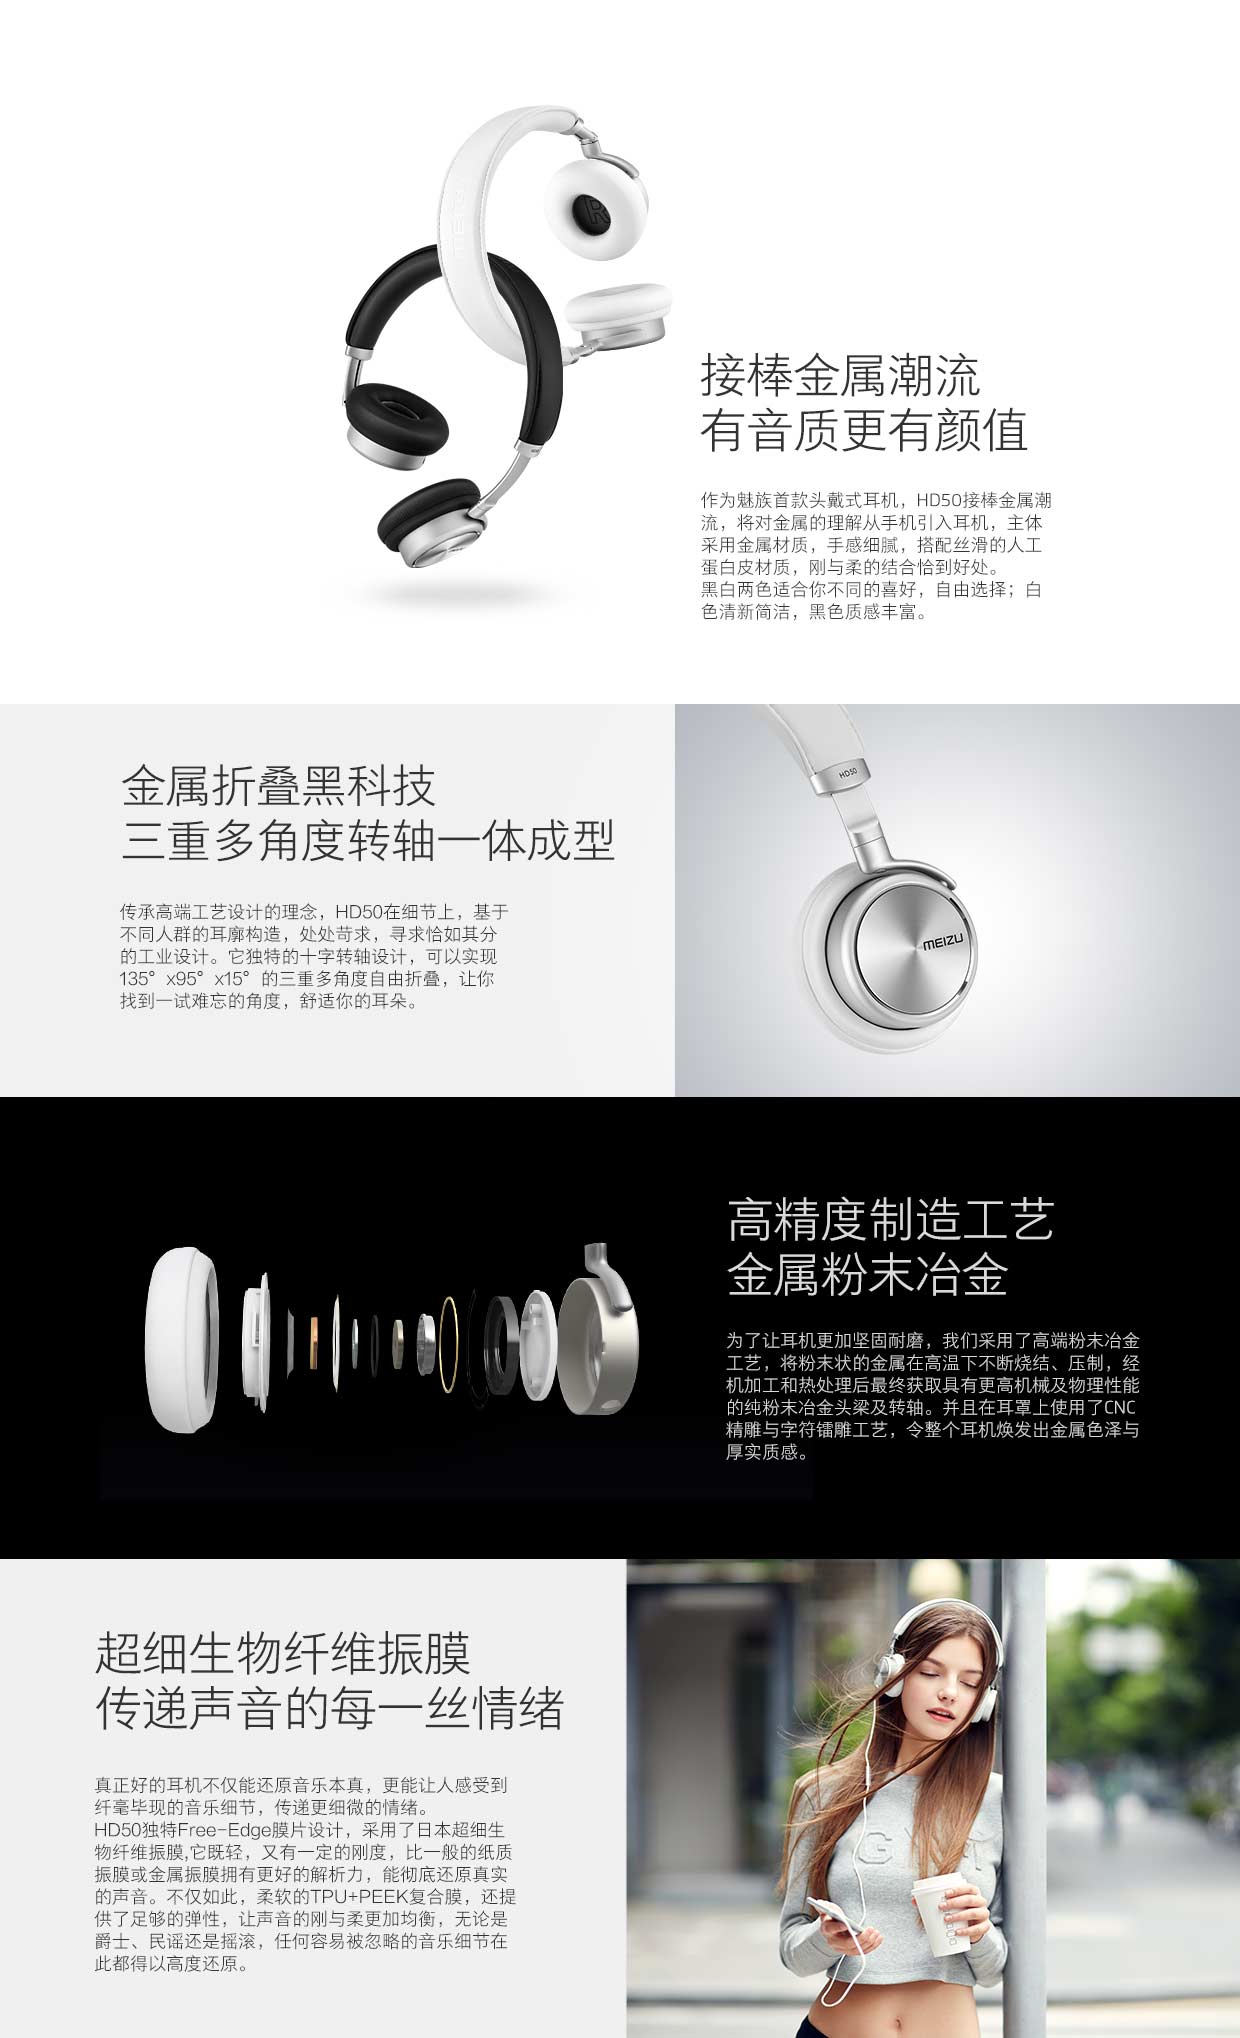 MEIZU
R
接棒金属潮流
有音质更有颜值
作为魅族首款头戴式耳机，HD50接棒金属潮
流，将对金属的理解从手机引入耳机，主体
采用金属材质，手感细腻，搭配丝滑的人工
蛋白皮材质，刚与柔的结合恰到好处。
黑白两色适合你不同的喜好，自由选择；白
色清新简洁，黑色质感丰富。
金属折叠黑科技
三重多角度转轴一体成型
传承高端工艺设计的理念，HD50在细节上，基于
不同人群的耳廓构造，处处苛求，寻求恰如其分
的工业设计。它独特的十字转轴设计，可以实现
135°x95°x15°的三重多角度自由折叠，让你
找到一试难忘的角度，舒适你的耳朵。
HD50
MEIZU
高精度制造工艺
金属粉末冶金
为了让耳机更加坚固耐磨，我们采用了高端粉末冶金
工艺，将粉末状的金属在高温下不断烧结、压制，经
机加工和热处理后最终获取具有更高机械及物理性能
的纯粉末冶金头梁及转轴。并且在耳罩上使用了CNC
精雕与字符镭雕工艺，令整个耳机焕发出金属色泽与
厚实质感。
超细生物纤维振膜
传递声音的每一丝情绪
真正好的耳机不仅能还原音乐本真，更能让人感受到
纤毫毕现的音乐细节，传递更细微的情绪。
HD50独特Free-Edge膜片设计，采用了日本超细生
物纤维振膜,它既轻，又有一定的刚度，比一般的纸质
振膜或金属振膜拥有更好的解析力，能彻底还原真实
的声音。不仅如此，柔软的TPU+PEEK复合膜，还提
供了足够的弹性，让声音的刚与柔更加均衡，无论是
爵士、民谣还是摇滚，任何容易被忽略的音乐细节在
此都得以高度还原。